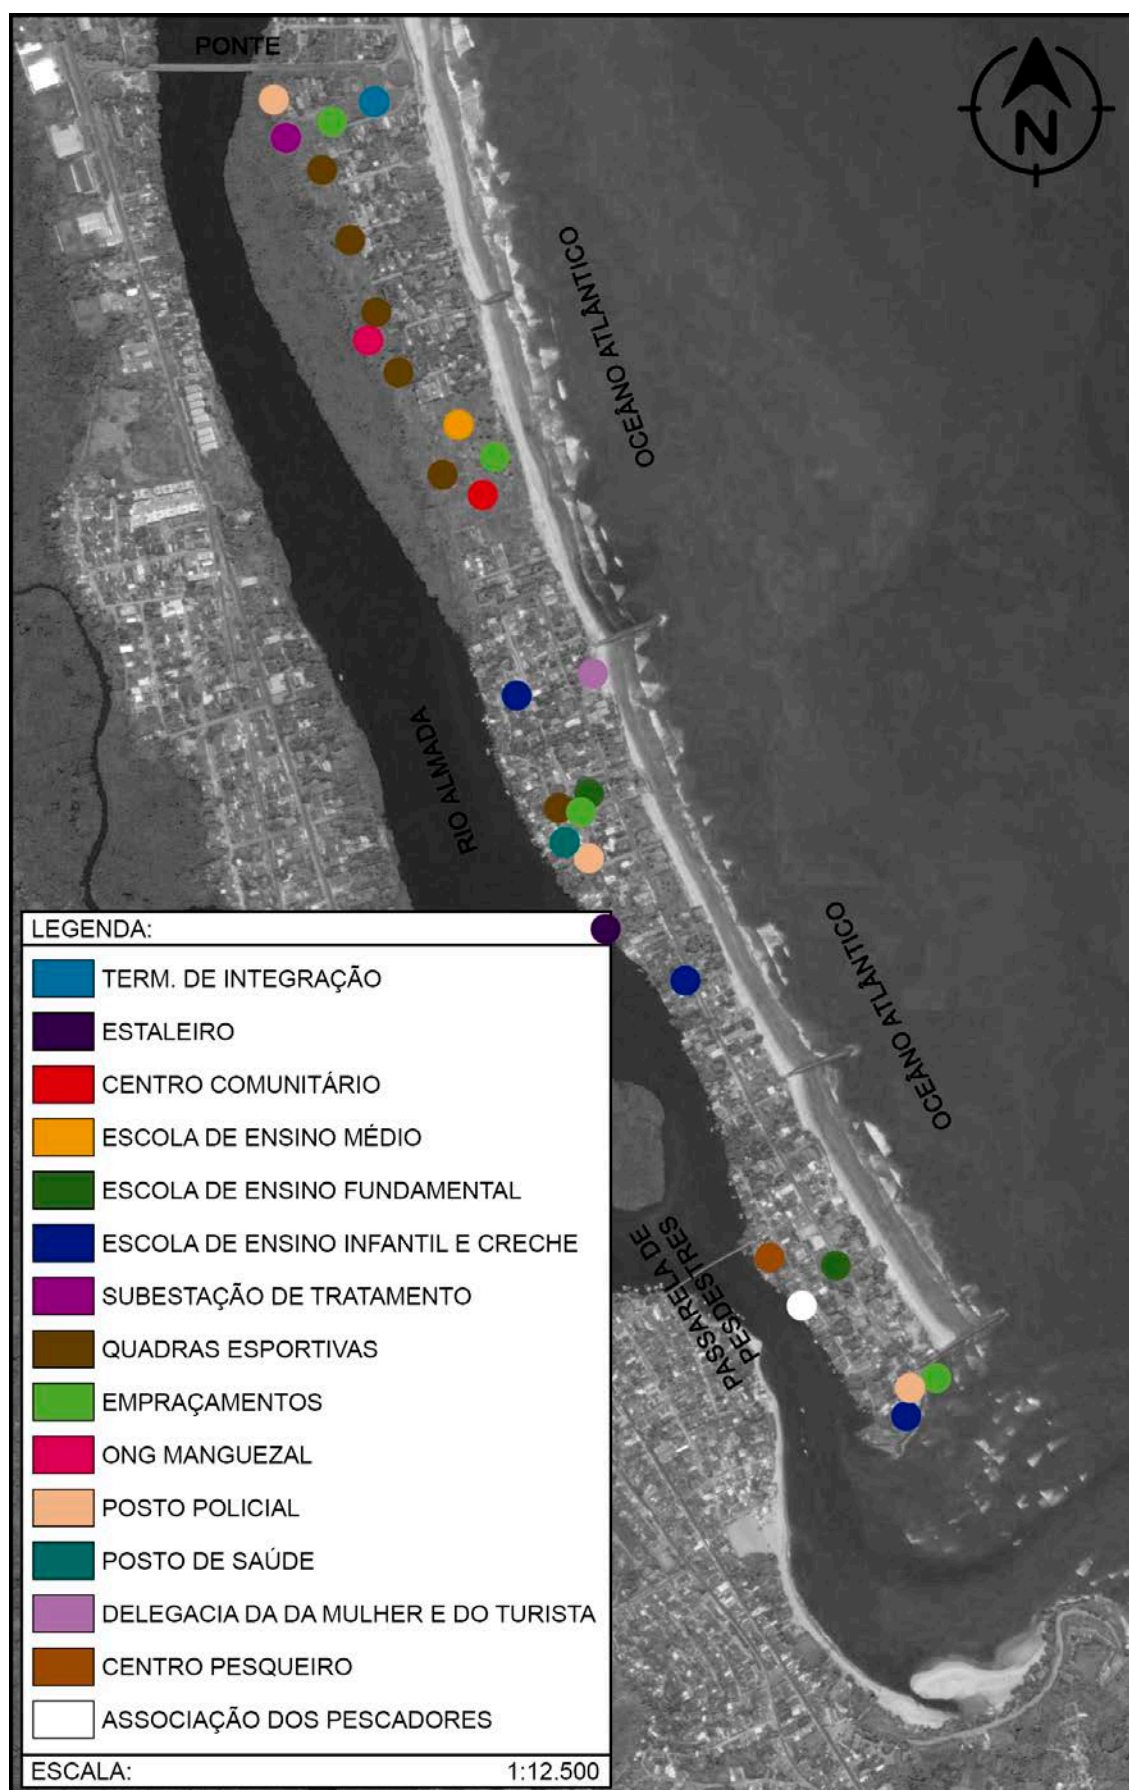 PONTE
N
OCEÂNO ATLÂNTICO
RIO ALMADA
OCEÂNO ATLÂNTICO
PASSARELA DE
PESDESTRES
LEGENDA:
TERM. DE INTEGRAÇÃO
ESTALEIRO
CENTRO COMUNITÁRIO
ESCOLA DE ENSINO MÉDIO
ESCOLA DE ENSINO FUNDAMENTAL
ESCOLA DE ENSINO INFANTIL E CRECHE
SUBESTAÇÃO DE TRATAMENTO
QUADRAS ESPORTIVAS
EMPRAÇAMENTOS
ONG MANGUEZAL
POSTO POLICIAL
POSTO DE SAÚDE
DELEGACIA DA DA MULHER E DO TURISTA
CENTRO PESQUEIRO
ASSOCIAÇÃO DOS PESCADORES
ESCALA: 1:12.500